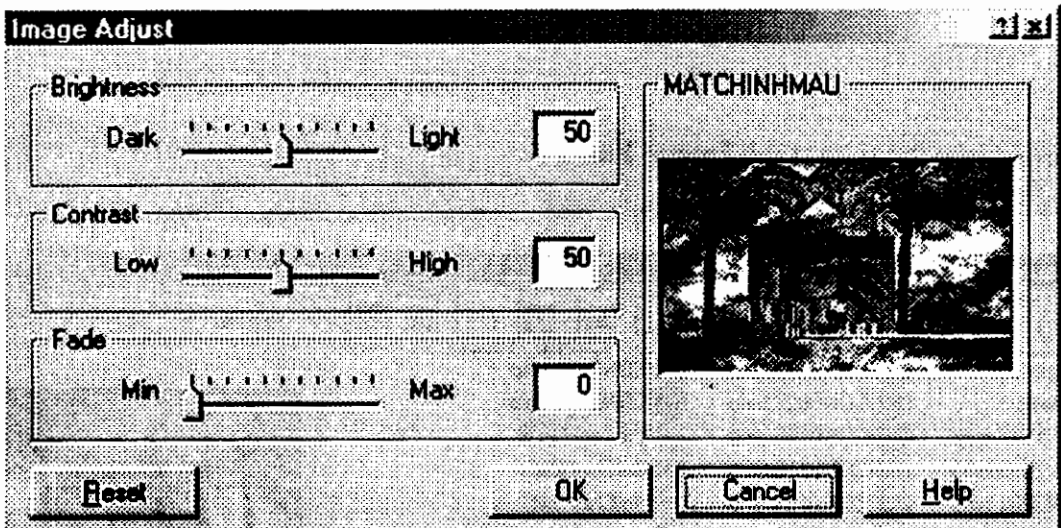 Image Adjust
Brightness
Dark Light 50
Contrast
Low High 50
Fade
Min Max 0
MATCHINHMAU
Reset OK Cancel Help